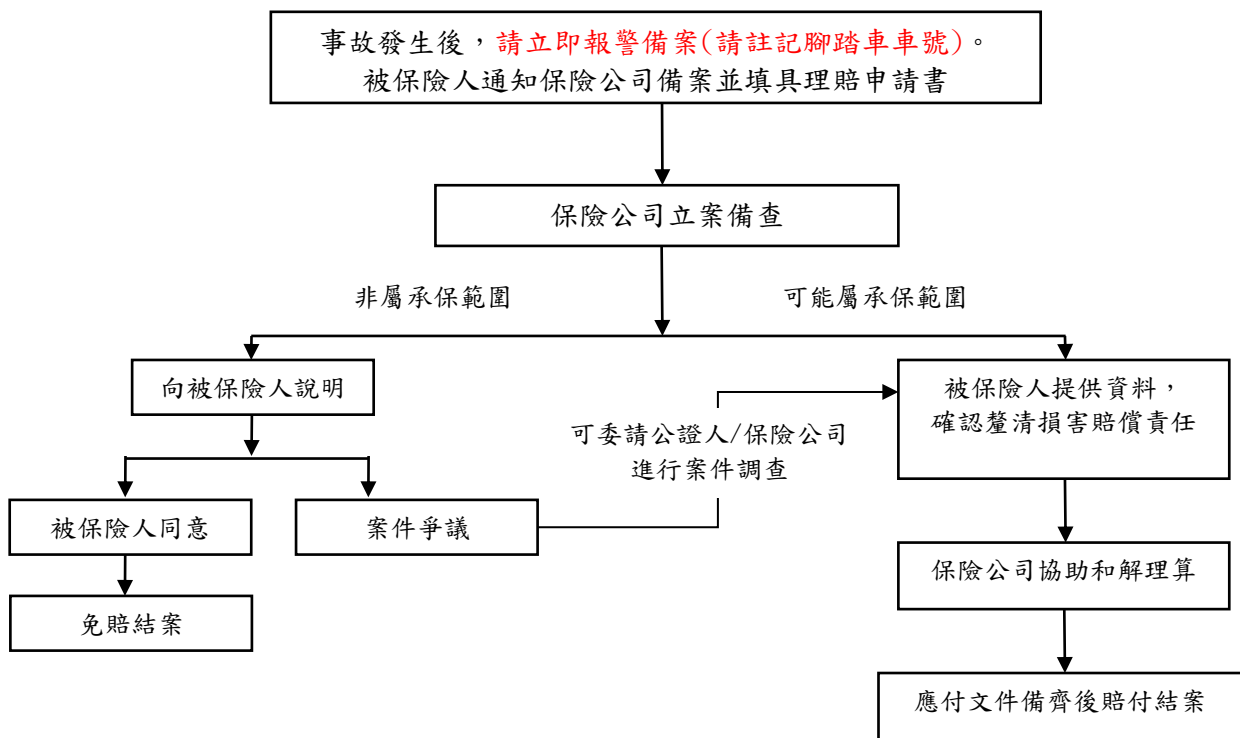 事故發生後，請立即報警備案(請註記腳踏車車號)。
被保險人通知保險公司備案並填具理賠申請書
保險公司立案備查
非屬承保範圍
可能屬承保範圍
向被保險人說明
被保險人提供資料，
確認釐清損害賠償責任
可委請公證人/保險公司
進行案件調查
被保險人同意
案件爭議
保險公司協助和解理算
免賠結案
應付文件備齊後賠付結案